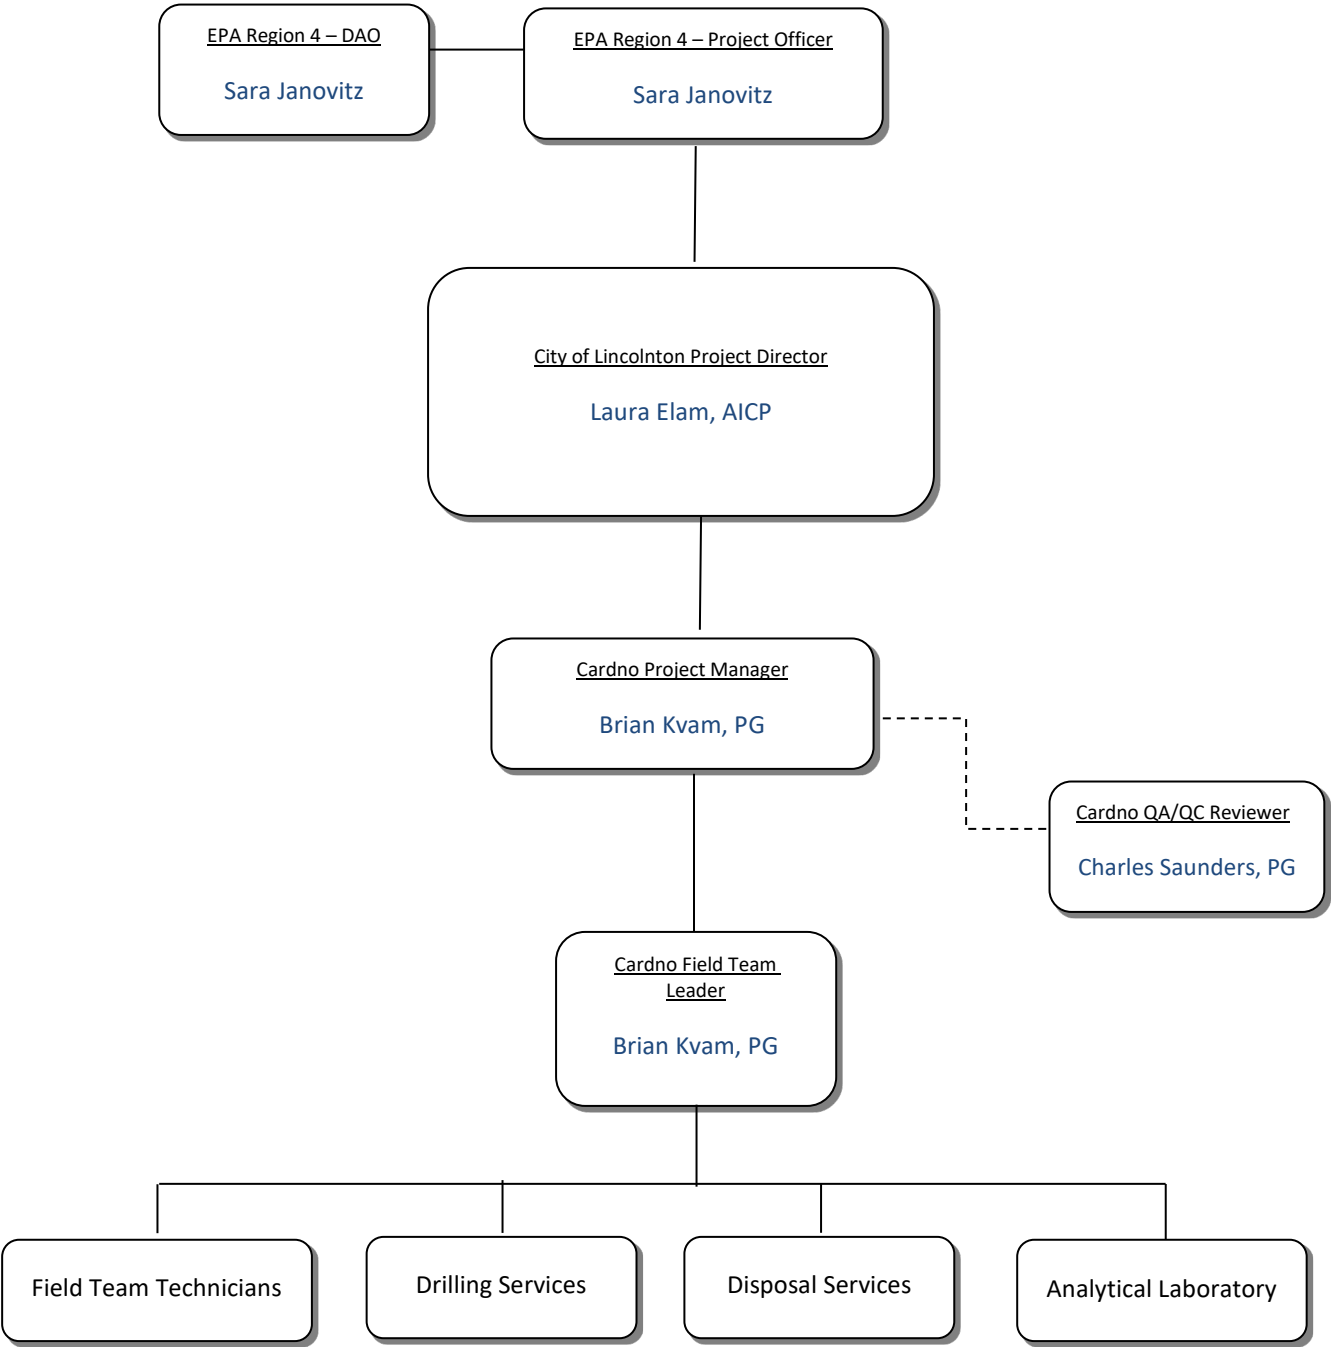 EPA Region 4 – DAO
Sara Janovitz
EPA Region 4 – Project Officer
Sara Janovitz
City of Lincolnton Project Director
Laura Elam, AICP
Cardno Project Manager
Brian Kvam, PG
Cardno QA/QC Reviewer
Charles Saunders, PG
Cardno Field Team
Leader
Brian Kvam, PG
Field Team Technicians
Drilling Services
Disposal Services
Analytical Laboratory